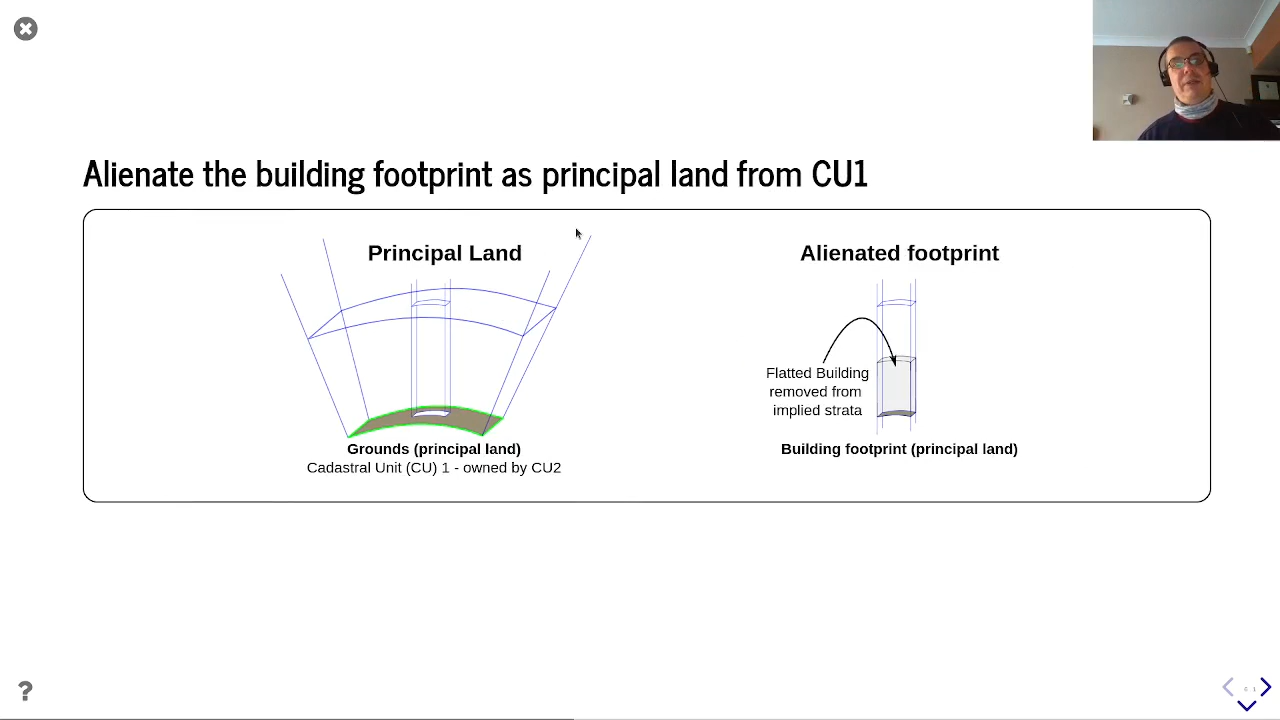 Alienate the building footprint as principal land from CU1
Principal Land
Grounds (principal land)
Cadastral Unit (CU) 1 - owned by CU2
Alienated footprint
Flatted Building
removed from
implied strata
Building footprint (principal land)
?